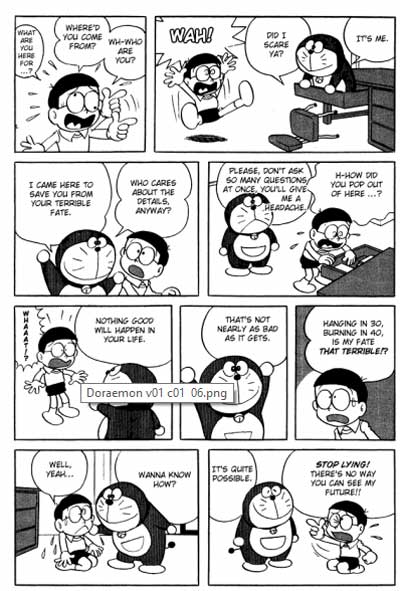 IT'S ME.
DID I
SCARE
YA?
WAH!
WH-WHO
ARE
YOU?
WHERE'D
YOU COME
FROM?
WHAT
ARE
YOU
HERE
FOR
...?
H-HOW DID
YOU POP OUT
OF HERE ...?
PLEASE, DON'T ASK
SO MANY QUESTIONS
AT ONCE, YOU'LL GIVE
ME A
HEADACHE.
WHO CARES
ABOUT THE
DETAILS,
ANYWAY?
I CAME HERE TO
SAVE YOU FROM
YOUR TERRIBLE
FATE.
HANGING IN 30,
BURNING IN 40,
IS MY FATE
THAT TERRIBLE!?
THAT'S NOT
NEARLY AS BAD
AS IT GETS.
NOTHING GOOD
WILL HAPPEN IN
YOUR LIFE.
WHAAAT!?
Doraemon v01 c01 06.png
STOP LYING!
THERE'S NO WAY
YOU CAN SEE MY
FUTURE!!
IT'S QUITE
POSSIBLE.
WANNA KNOW
HOW?
WELL,
YEAH...